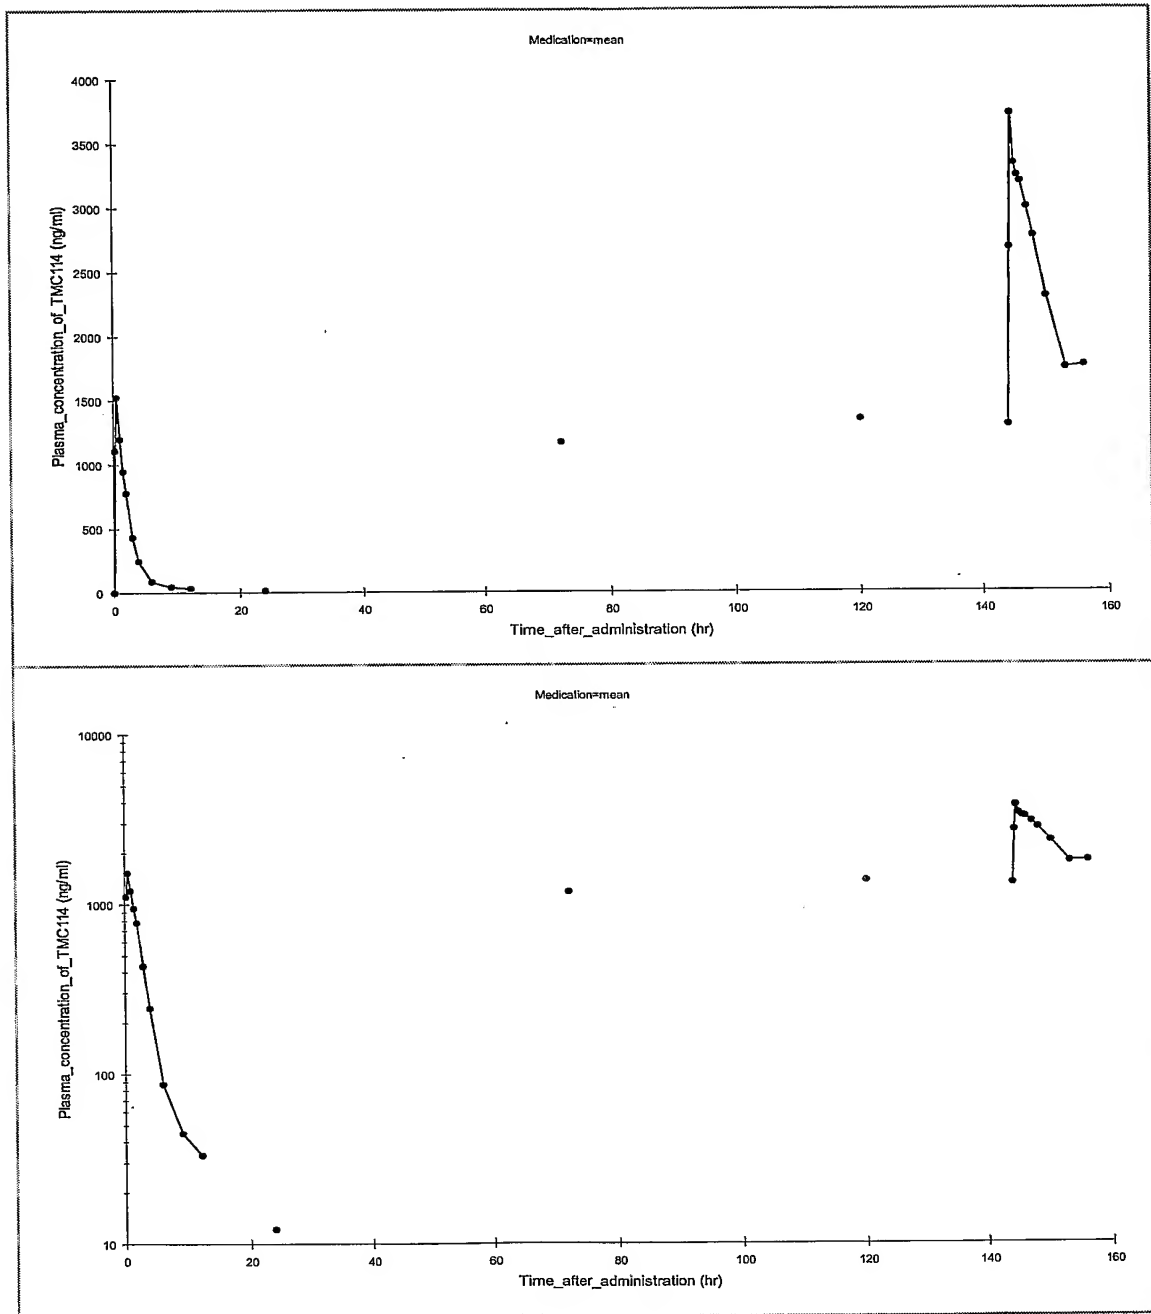 Medication=mean
4000
3500
3000
2500
2000
1500
1000
500
0
Plasma_concentration_of_TMC114 (ng/ml)
0 20 40 60 80 100 120 140 160
Time_after_administration (hr)
Medication=mean
10000
1000
100
10
Plasma_concentration_of_TMC114 (ng/ml)
0 20 40 60 80 100 120 140 160
Time_after_administration (hr)